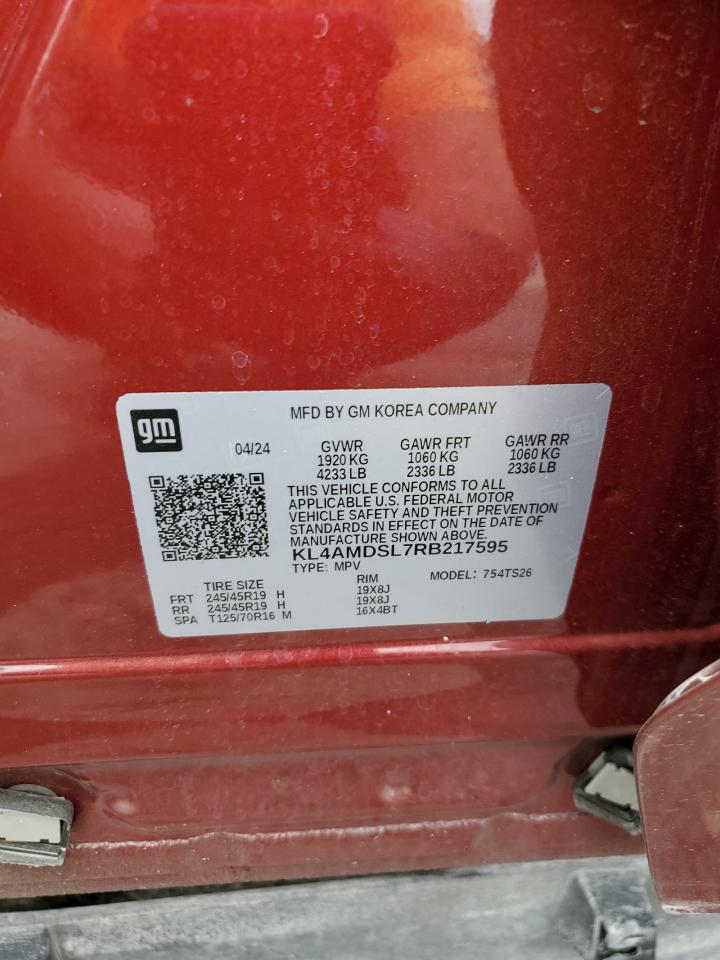 gm
MFD BY GM KOREA COMPANY
04/24 GVWR GAWR FRT GAWR RR
1920 KG 1060 KG 1060 KG
4233 LB 2336 LB 2336 LB
THIS VEHICLE CONFORMS TO ALL
APPLICABLE U.S. FEDERAL MOTOR
VEHICLE SAFETY AND THEFT PREVENTION
STANDARDS IN EFFECT ON THE DATE OF
MANUFACTURE SHOWN ABOVE.
KL4AMDSL7RB217595
TYPE: MPV MODEL: 754TS26
TIRE SIZE RIM
FRT 245/45R19 H 19X8J
RR 245/45R19 H 19X8J
SPA T125/70R16 M 16X4BT